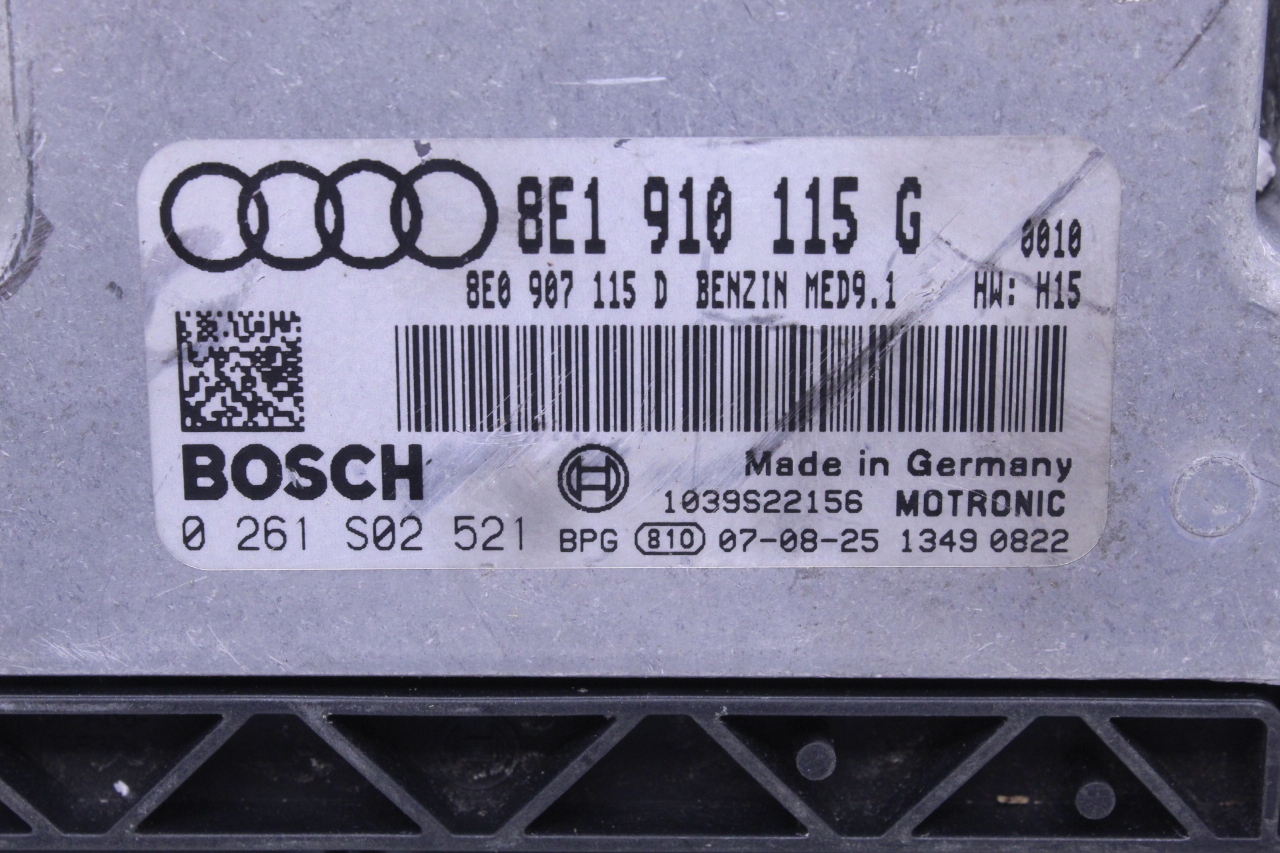 8E1 910 115 G 0010
8E0 907 115 D BENZIN MED9.1 HW: H15
BOSCH
Made in Germany
1039S22156 MOTRONIC
0 261 S02 521
BPG 810 07-08-25 1349 0822